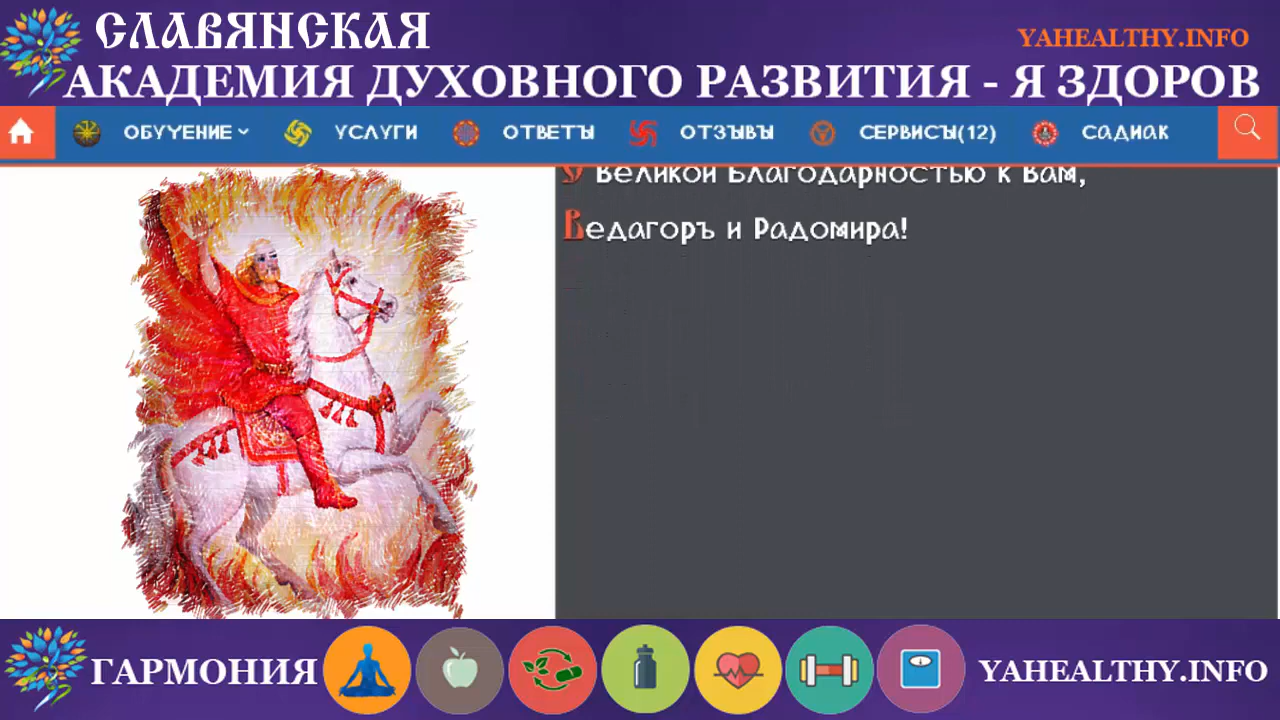 СЛАВЯНСКАЯ
YAHEALTHY.INFO
АКАДЕМИЯ ДУХОВНОГО РАЗВИТИЯ - Я ЗДОРОВ
ОБУЧЕНИЕ УСЛУГИ ОТВЕТЫ ОТЗЫВЫ СЕРВИСЫ(12) САДИАК
Великой Благодарностью к Вам,
Ведагоръ и Радомира!
ГАРМОНИЯ
YAHEALTHY.INFO